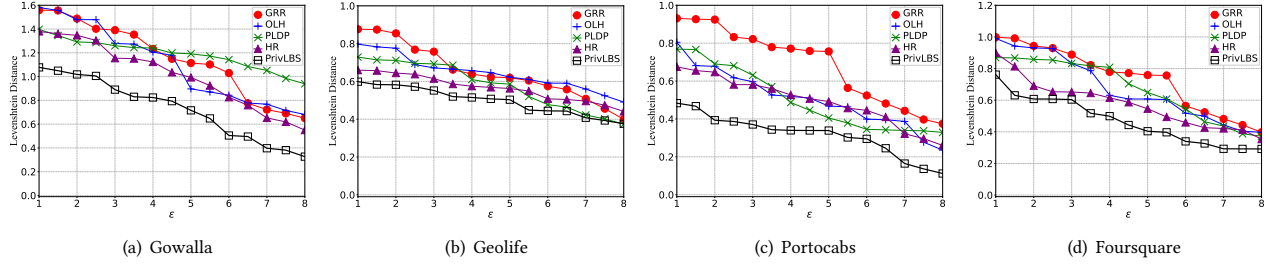 1.6
1.4
1.2
1.0
0.8
0.6
0.4
0.2
0.0
Levenshtein Distance
GRR
OLH
PLDP
HR
PrivLBS
1 2 3 4 5 6 7 8
ε
(a) Gowalla
1.0
0.8
0.6
0.4
0.2
0.0
Levenshtein Distance
GRR
OLH
PLDP
HR
PrivLBS
1 2 3 4 5 6 7 8
ε
(b) Geolife
1.0
0.8
0.6
0.4
0.2
0.0
Levenshtein Distance
GRR
OLH
PLDP
HR
PrivLBS
1 2 3 4 5 6 7 8
ε
(c) Portocabs
1.2
1.0
0.8
0.6
0.4
0.2
0.0
Levenshtein Distance
GRR
OLH
PLDP
HR
PrivLBS
1 2 3 4 5 6 7 8
ε
(d) Foursquare